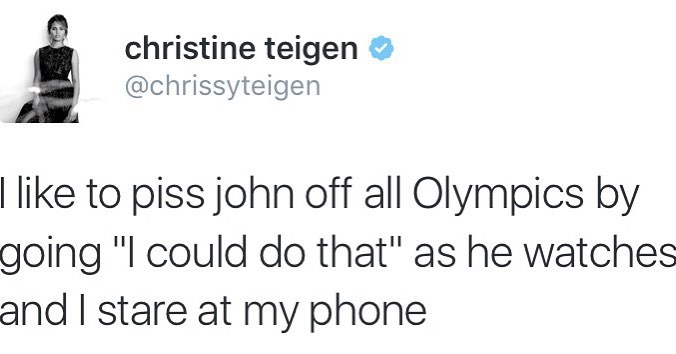 christine teigen
@chrissyteigen
I like to piss john off all Olympics by
going "I could do that" as he watches
and I stare at my phone